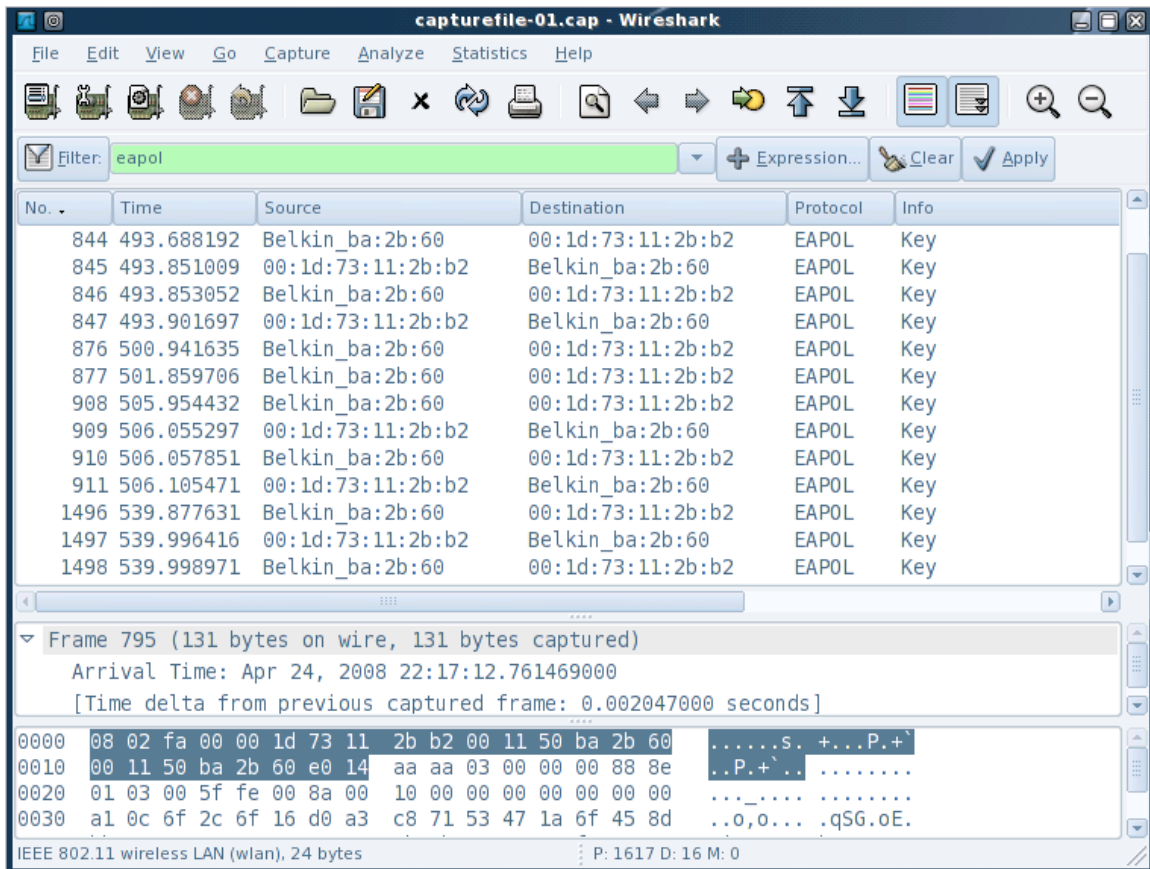 capturefile-01.cap - Wireshark
File Edit View Go Capture Analyze Statistics Help
Filter: eapol Expression... Clear Apply
No. Time Source Destination Protocol Info
844 493.688192 Belkin_ba:2b:60 00:1d:73:11:2b:b2 EAPOL Key
845 493.851009 00:1d:73:11:2b:b2 Belkin_ba:2b:60 EAPOL Key
846 493.853052 Belkin_ba:2b:60 00:1d:73:11:2b:b2 EAPOL Key
847 493.901697 00:1d:73:11:2b:b2 Belkin_ba:2b:60 EAPOL Key
876 500.941635 Belkin_ba:2b:60 00:1d:73:11:2b:b2 EAPOL Key
877 501.859706 Belkin_ba:2b:60 00:1d:73:11:2b:b2 EAPOL Key
908 505.954432 Belkin_ba:2b:60 00:1d:73:11:2b:b2 EAPOL Key
909 506.055297 00:1d:73:11:2b:b2 Belkin_ba:2b:60 EAPOL Key
910 506.057851 Belkin_ba:2b:60 00:1d:73:11:2b:b2 EAPOL Key
911 506.105471 00:1d:73:11:2b:b2 Belkin_ba:2b:60 EAPOL Key
1496 539.877631 Belkin_ba:2b:60 00:1d:73:11:2b:b2 EAPOL Key
1497 539.996416 00:1d:73:11:2b:b2 Belkin_ba:2b:60 EAPOL Key
1498 539.998971 Belkin_ba:2b:60 00:1d:73:11:2b:b2 EAPOL Key
Frame 795 (131 bytes on wire, 131 bytes captured)
Arrival Time: Apr 24, 2008 22:17:12.761469000
[Time delta from previous captured frame: 0.002047000 seconds]
0000 08 02 fa 00 00 1d 73 11 2b b2 00 11 50 ba 2b 60 ......s. +...P.+`
0010 00 11 50 ba 2b 60 e0 14 aa aa 03 00 00 00 88 8e ..P.+`.. ........
0020 01 03 00 5f fe 00 8a 00 10 00 00 00 00 00 00 00 ..._.... ........
0030 a1 0c 6f 2c 6f 16 d0 a3 c8 71 53 47 1a 6f 45 8d ..o,o... .qSG.oE.
IEEE 802.11 wireless LAN (wlan), 24 bytes P: 1617 D: 16 M: 0